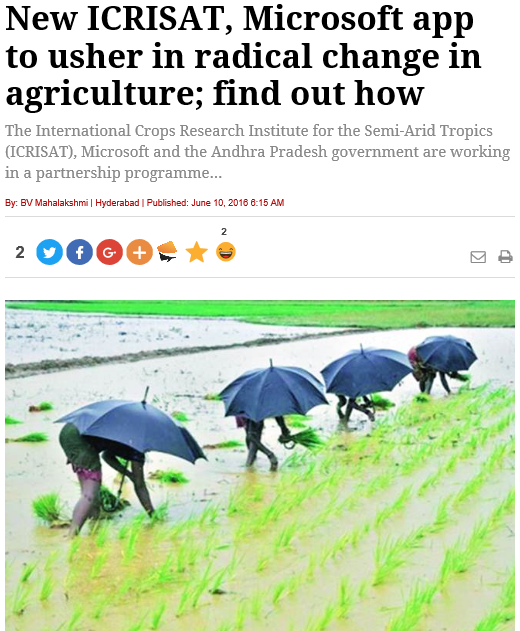 New ICRISAT, Microsoft app
to usher in radical change in
agriculture; find out how
The International Crops Research Institute for the Semi-Arid Tropics
(ICRISAT), Microsoft and the Andhra Pradesh government are working
in a partnership programme...
By: BV Mahalakshmi | Hyderabad | Published: June 10, 2016 6:15 AM
2
2